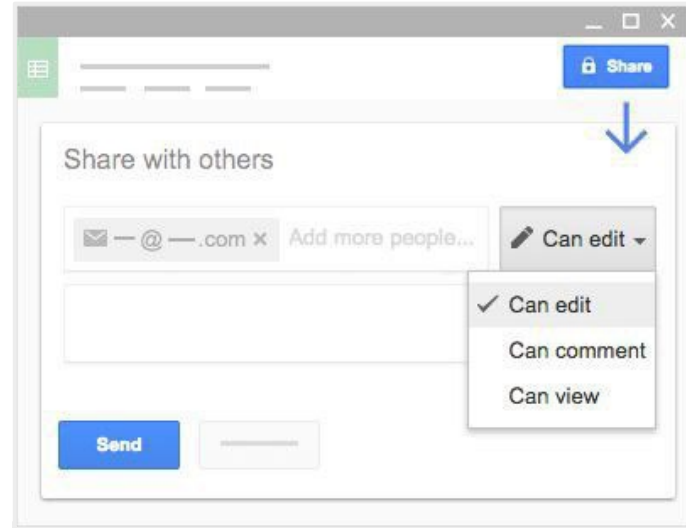 Share
Share with others
— @ —.com × Add more people...
Can edit
Can edit
Can comment
Can view
Send